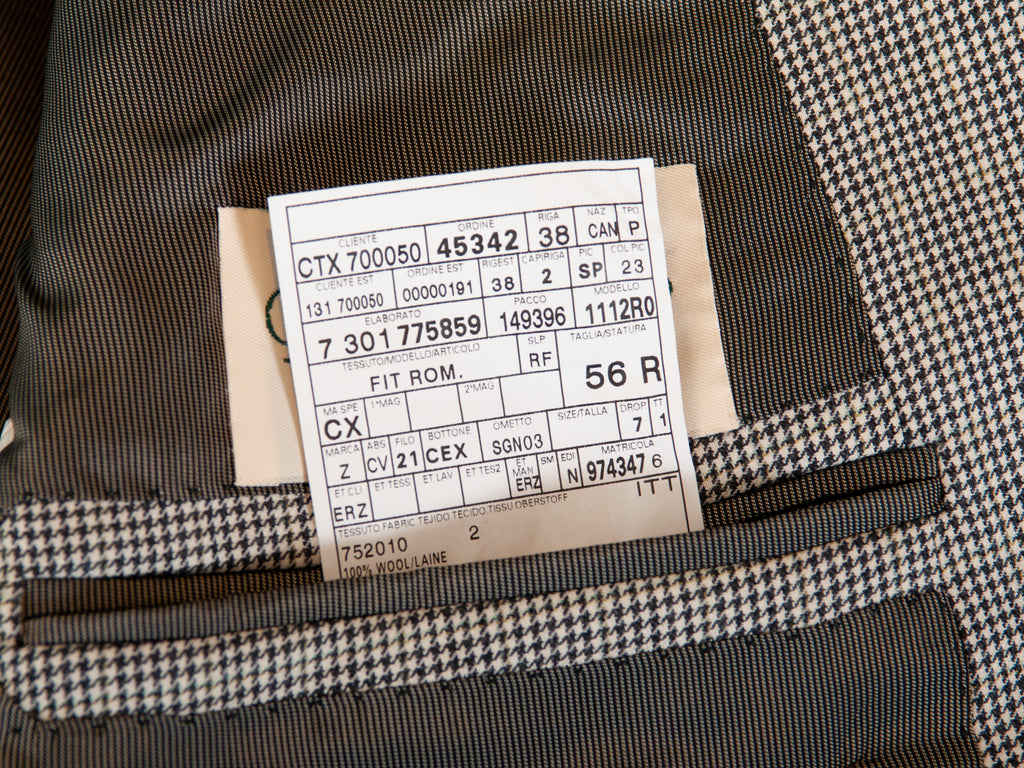 CLIENTE ORDINE RIGA NAZ TPO
CTX 700050 45342 38 CAN P
CLIENTE EST ORDINE EST RIGEST CAPIRIGA PIC COL PIC
131 700050 00000191 38 2 SP 23
ELABORATO PACCO MODELLO
7 301 775859 149396 1112R0
TESSUTO/MODELLO/ARTICOLO SLP TAGLIA/STATURA
FIT ROM. RF 56 R
MA SPE 1°MAG 2°MAG
CX
MARCA ABS FILO BOTTONE OMETTO SIZE/TALLA DROP TT
Z CV 21 CEX SGN03 7 1
ET CLI ET TESS ET LAV ET TES2 ET MAN SM EDI MATRICOLA
ERZ ERZ N 974347 6
TESSUTO FABRIC TEJIDO TECIDO TISSU OBERSTOFF ITT
752010 2
100% WOOL/LAINE